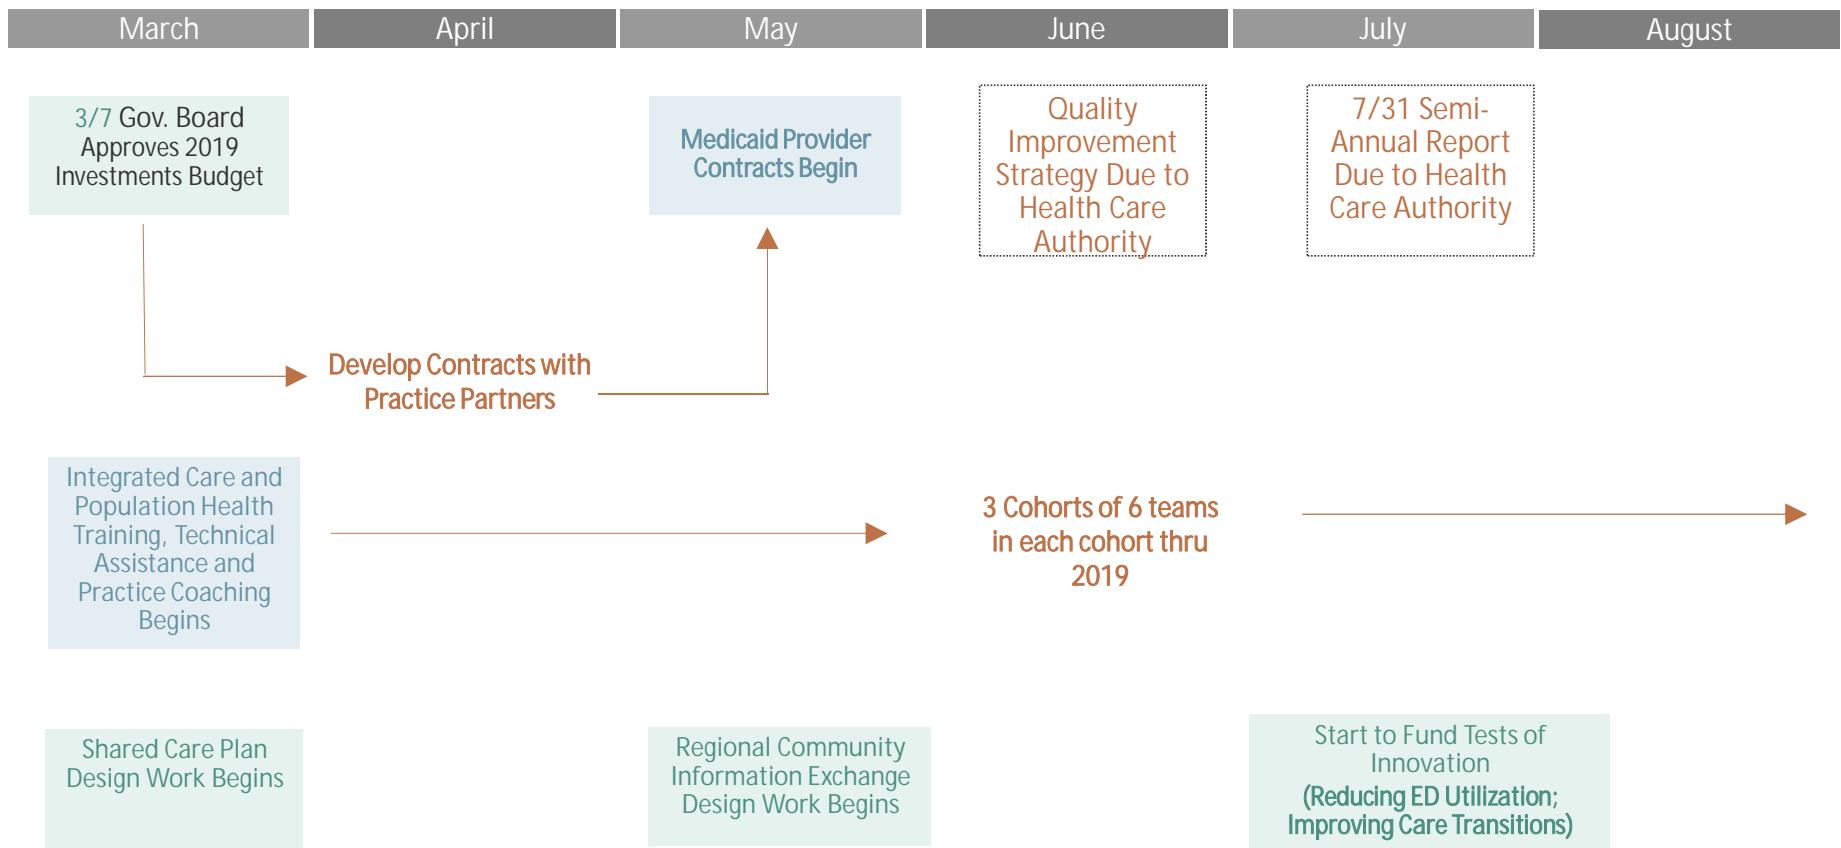 March
April
May
June
July
August
3/7 Gov. Board
Approves 2019
Investments Budget
Medicaid Provider
Contracts Begin
Quality
Improvement
Strategy Due to
Health Care
Authority
7/31 Semi-
Annual Report
Due to Health
Care Authority
Develop Contracts with
Practice Partners
Integrated Care and
Population Health
Training, Technical
Assistance and
Practice Coaching
Begins
3 Cohorts of 6 teams
in each cohort thru
2019
Shared Care Plan
Design Work Begins
Regional Community
Information Exchange
Design Work Begins
Start to Fund Tests of
Innovation
(Reducing ED Utilization;
Improving Care Transitions)